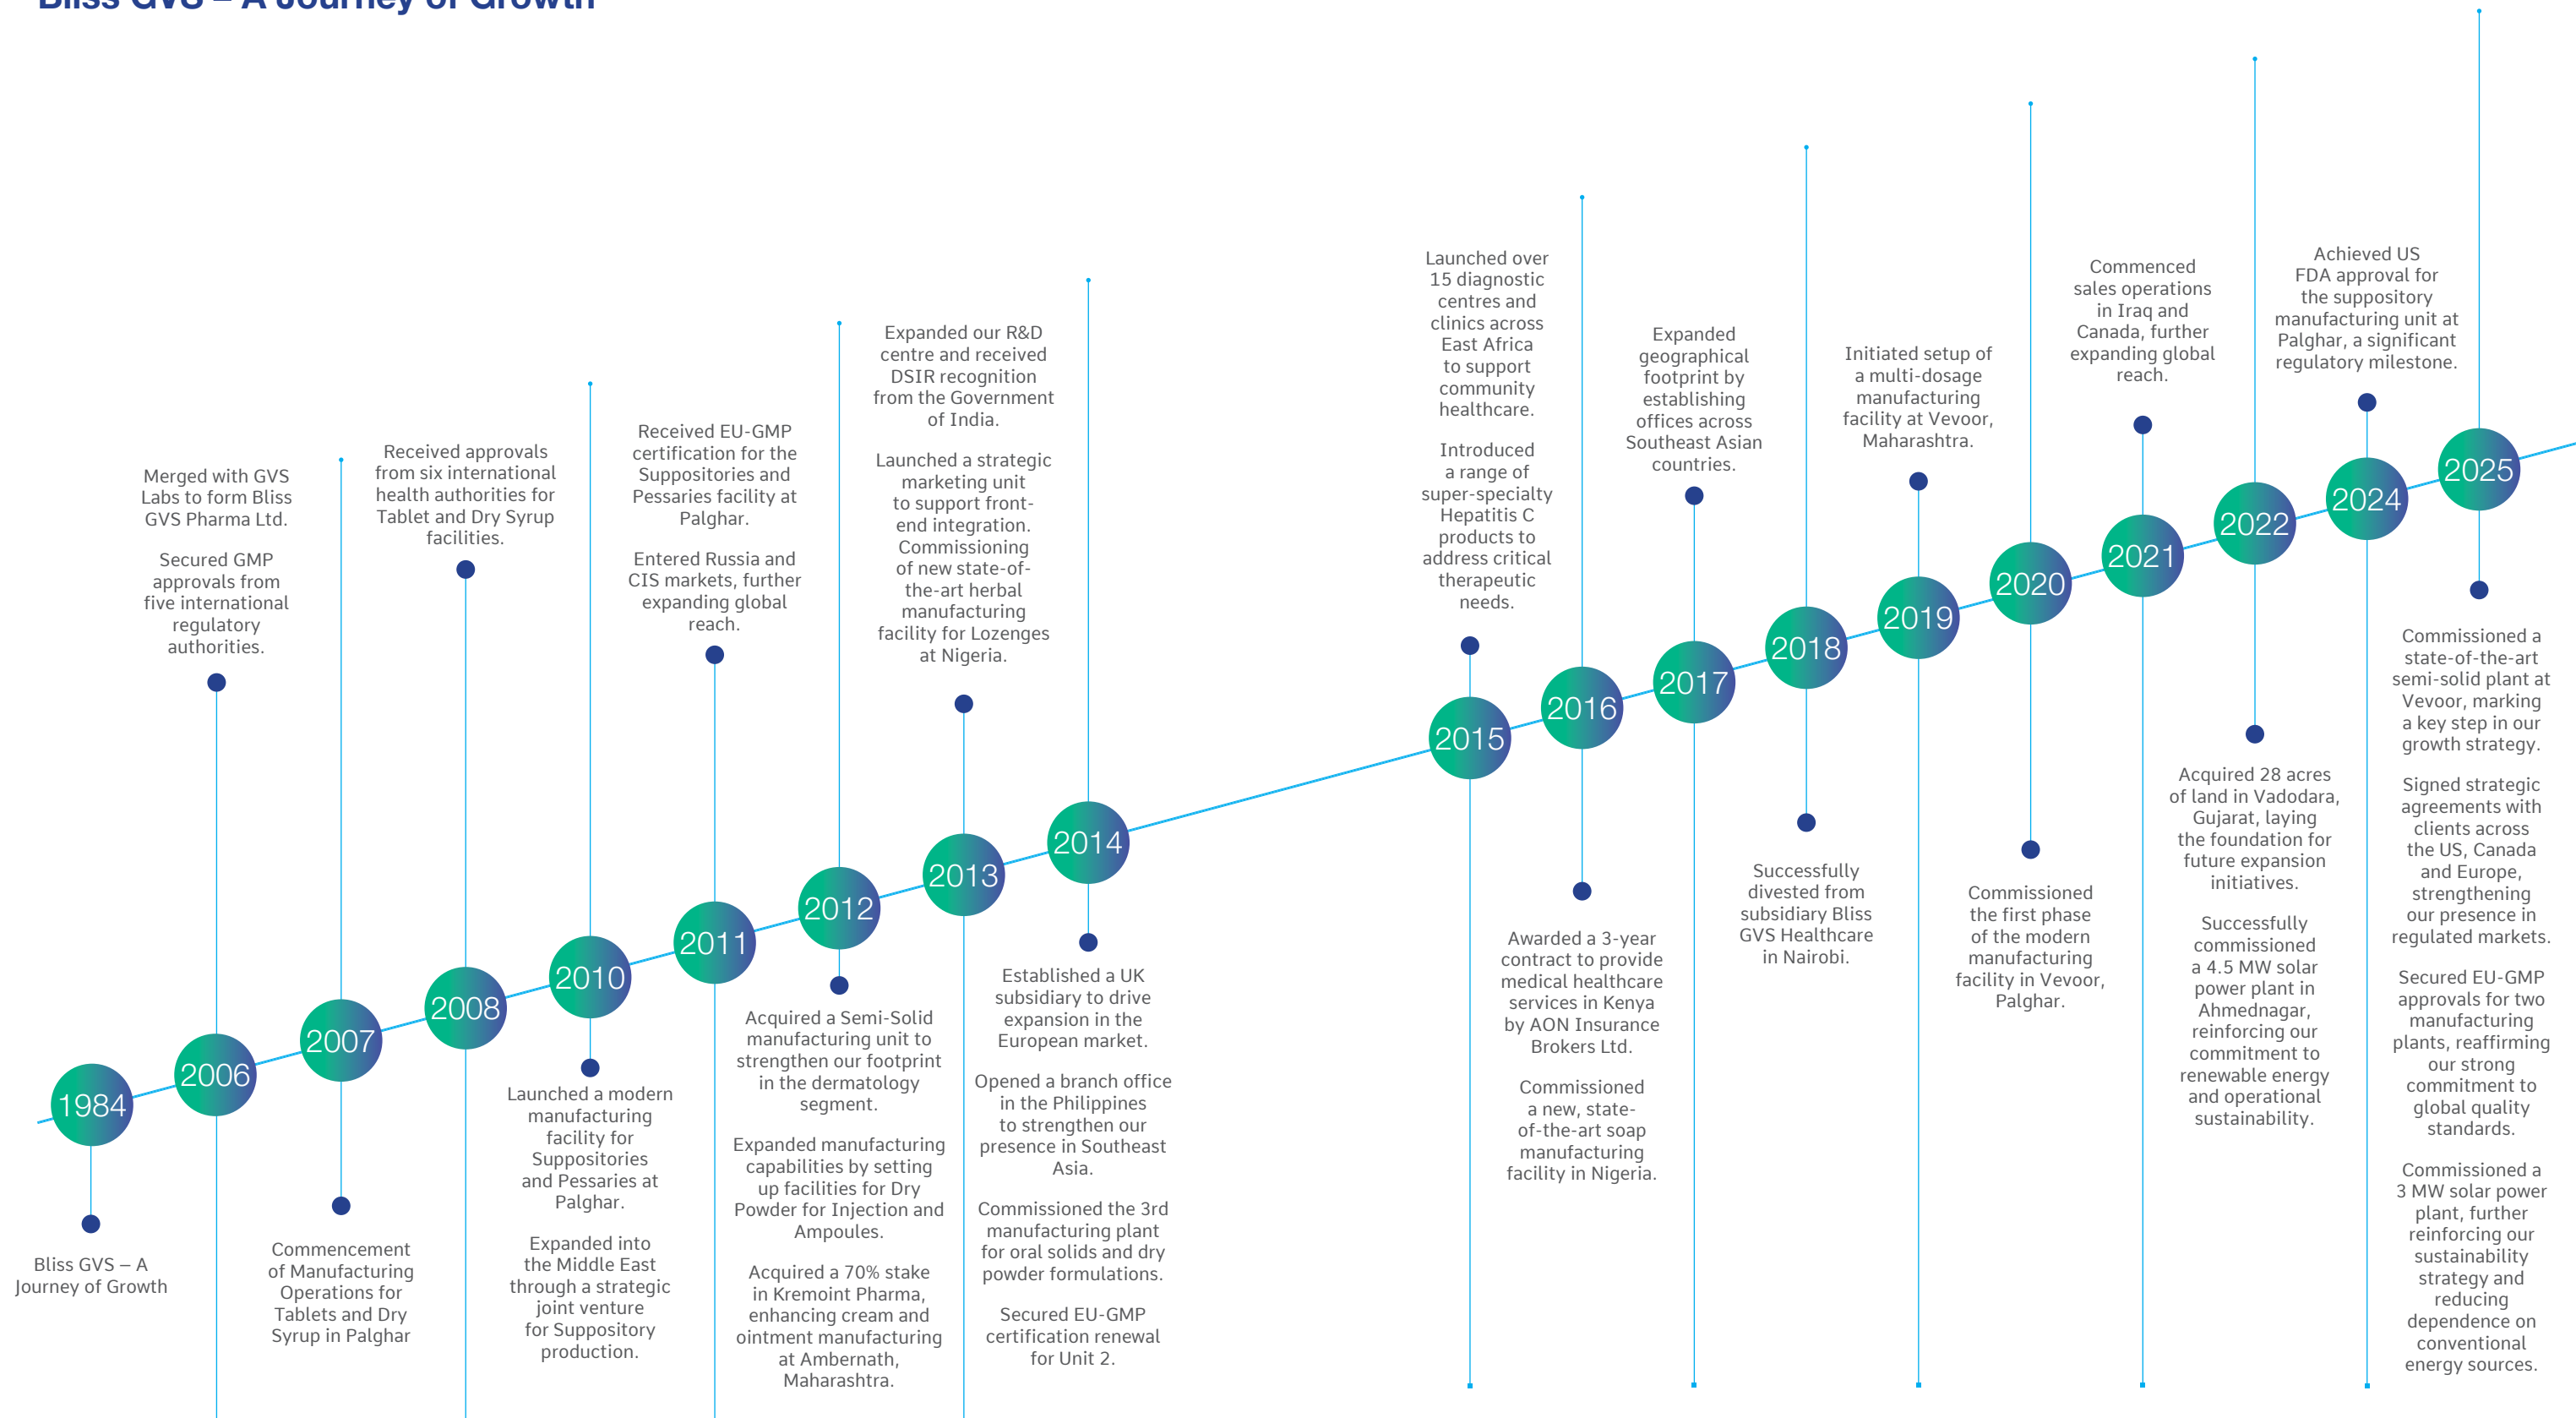 Bliss GVS – A Journey of Growth
1984
Bliss GVS – A
Journey of Growth
2006
Merged with GVS
Labs to form Bliss
GVS Pharma Ltd.
Secured GMP
approvals from
five international
regulatory
authorities.
2007
Commencement
of Manufacturing
Operations for
Tablets and Dry
Syrup in Palghar
2008
Received approvals
from six international
health authorities for
Tablet and Dry Syrup
facilities.
2010
Launched a modern
manufacturing
facility for
Suppositories
and Pessaries at
Palghar.
Expanded into
the Middle East
through a strategic
joint venture
for Suppository
production.
2011
Received EU-GMP
certification for the
Suppositories and
Pessaries facility at
Palghar.
Entered Russia and
CIS markets, further
expanding global
reach.
2012
Acquired a Semi-Solid
manufacturing unit to
strengthen our footprint
in the dermatology
segment.
Expanded manufacturing
capabilities by setting
up facilities for Dry
Powder for Injection and
Ampoules.
Acquired a 70% stake
in Kremoint Pharma,
enhancing cream and
ointment manufacturing
at Ambernath,
Maharashtra.
2013
Expanded our R&D
centre and received
DSIR recognition
from the Government
of India.
Launched a strategic
marketing unit
to support front-
end integration.
Commissioning
of new state-of-
the-art herbal
manufacturing
facility for Lozenges
at Nigeria.
2014
Established a UK
subsidiary to drive
expansion in the
European market.
Opened a branch office
in the Philippines
to strengthen our
presence in Southeast
Asia.
Commissioned the 3rd
manufacturing plant
for oral solids and dry
powder formulations.
Secured EU-GMP
certification renewal
for Unit 2.
2015
Launched over
15 diagnostic
centres and
clinics across
East Africa
to support
community
healthcare.
Introduced
a range of
super-specialty
Hepatitis C
products to
address critical
therapeutic
needs.
2016
Awarded a 3-year
contract to provide
medical healthcare
services in Kenya
by AON Insurance
Brokers Ltd.
Commissioned
a new, state-
of-the-art soap
manufacturing
facility in Nigeria.
2017
Expanded
geographical
footprint by
establishing
offices across
Southeast Asian
countries.
2018
Successfully
divested from
subsidiary Bliss
GVS Healthcare
in Nairobi.
2019
Initiated setup of
a multi-dosage
manufacturing
facility at Vevoor,
Maharashtra.
2020
Commissioned
the first phase
of the modern
manufacturing
facility in Vevoor,
Palghar.
2021
Commenced
sales operations
in Iraq and
Canada, further
expanding global
reach.
2022
Acquired 28 acres
of land in Vadodara,
Gujarat, laying
the foundation for
future expansion
initiatives.
Successfully
commissioned
a 4.5 MW solar
power plant in
Ahmednagar,
reinforcing our
commitment to
renewable energy
and operational
sustainability.
2024
Achieved US
FDA approval for
the suppository
manufacturing unit at
Palghar, a significant
regulatory milestone.
2025
Commissioned a
state-of-the-art
semi-solid plant at
Vevoor, marking
a key step in our
growth strategy.
Signed strategic
agreements with
clients across
the US, Canada
and Europe,
strengthening
our presence in
regulated markets.
Secured EU-GMP
approvals for two
manufacturing
plants, reaffirming
our strong
commitment to
global quality
standards.
Commissioned a
3 MW solar power
plant, further
reinforcing our
sustainability
strategy and
reducing
dependence on
conventional
energy sources.